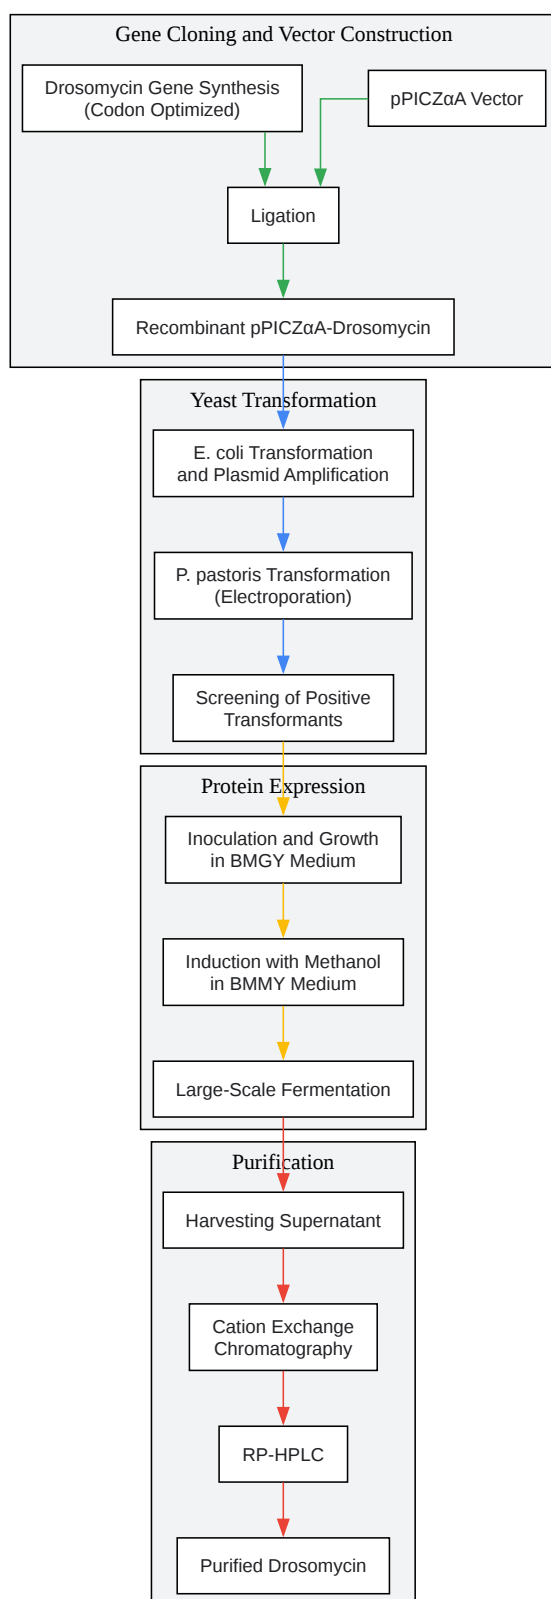 Gene Cloning and Vector Construction
Drosomycin Gene Synthesis
(Codon Optimized)
pPICZαA Vector
Ligation
Recombinant pPICZαA-Drosomycin
Yeast Transformation
E. coli Transformation
and Plasmid Amplification
P. pastoris Transformation
(Electroporation)
Screening of Positive
Transformants
Protein Expression
Inoculation and Growth
in BMGY Medium
Induction with Methanol
in BMMY Medium
Large-Scale Fermentation
Purification
Harvesting Supernatant
Cation Exchange
Chromatography
RP-HPLC
Purified Drosomycin